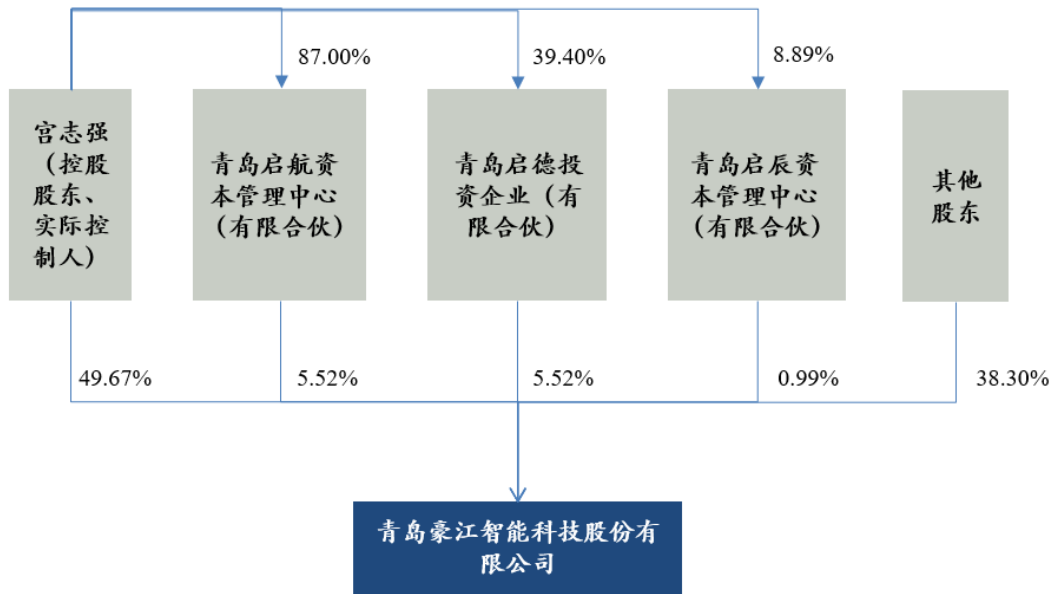 87.00%
39.40%
8.89%
宫志强
（控股
股东、
实际控
制人）
青岛启航资
本管理中心
（有限合伙）
青岛启德投
资企业（有
限合伙）
青岛启辰资
本管理中心
（有限合伙）
其他
股东
49.67%
5.52%
5.52%
0.99%
38.30%
青岛豪江智能科技股份有
限公司